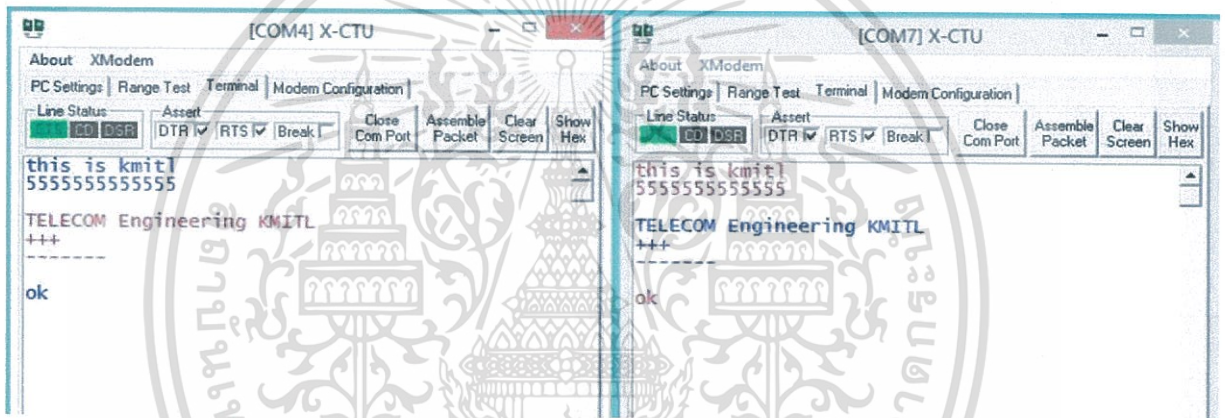 [COM4] X-CTU
About XModem
PC Settings Range Test Terminal Modem Configuration
Line Status Assert
CTS CD DSR DTR RTS Break Close Com Port Assemble Packet Clear Screen Show Hex
this is kmitl
5555555555555
TELECOM Engineering KMITL
+++
-------
ok
[COM7] X-CTU
About XModem
PC Settings Range Test Terminal Modem Configuration
Line Status Assert
CD DSR DTR RTS Break Close Com Port Assemble Packet Clear Screen Show Hex
this is kmitl
5555555555555
TELECOM Engineering KMITL
+++
-------
ok